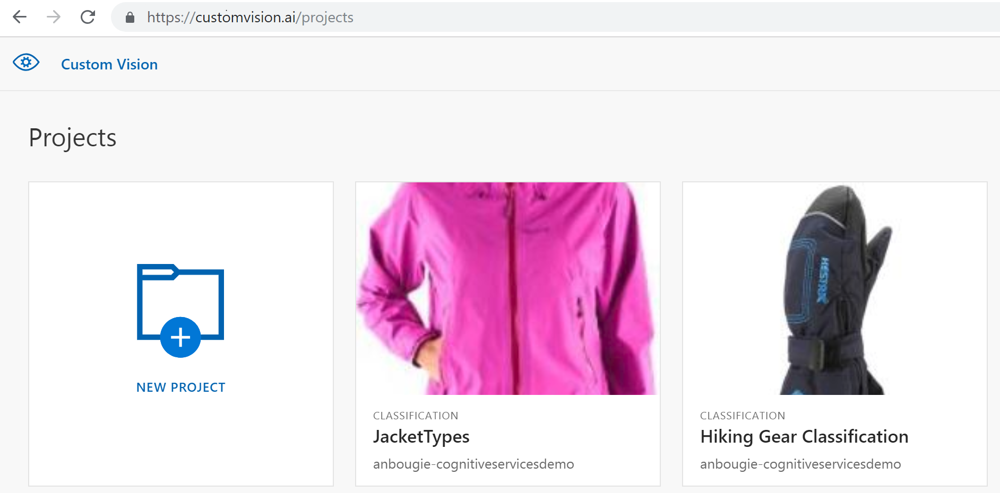 https://customvision.ai/projects
Custom Vision
Projects
NEW PROJECT
CLASSIFICATION
JacketTypes
anbougie-cognitiveservicesdemo
HESTRA
CLASSIFICATION
Hiking Gear Classification
anbougie-cognitiveservicesdemo